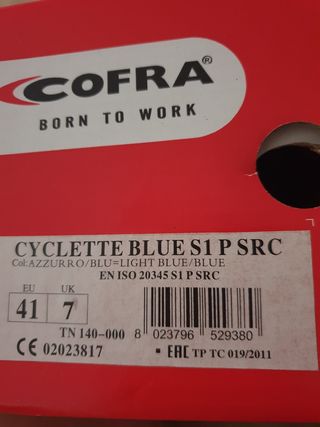 COFRA®
BORN TO WORK
CYCLETTE BLUE S1 P SRC
Col:AZZURRO/BLU=LIGHT BLUE/BLUE
EN ISO 20345 S1 P SRC
EU UK
41 7
TN 140-000
8 023796 529380
CE 02023817
EAC TP TC 019/2011